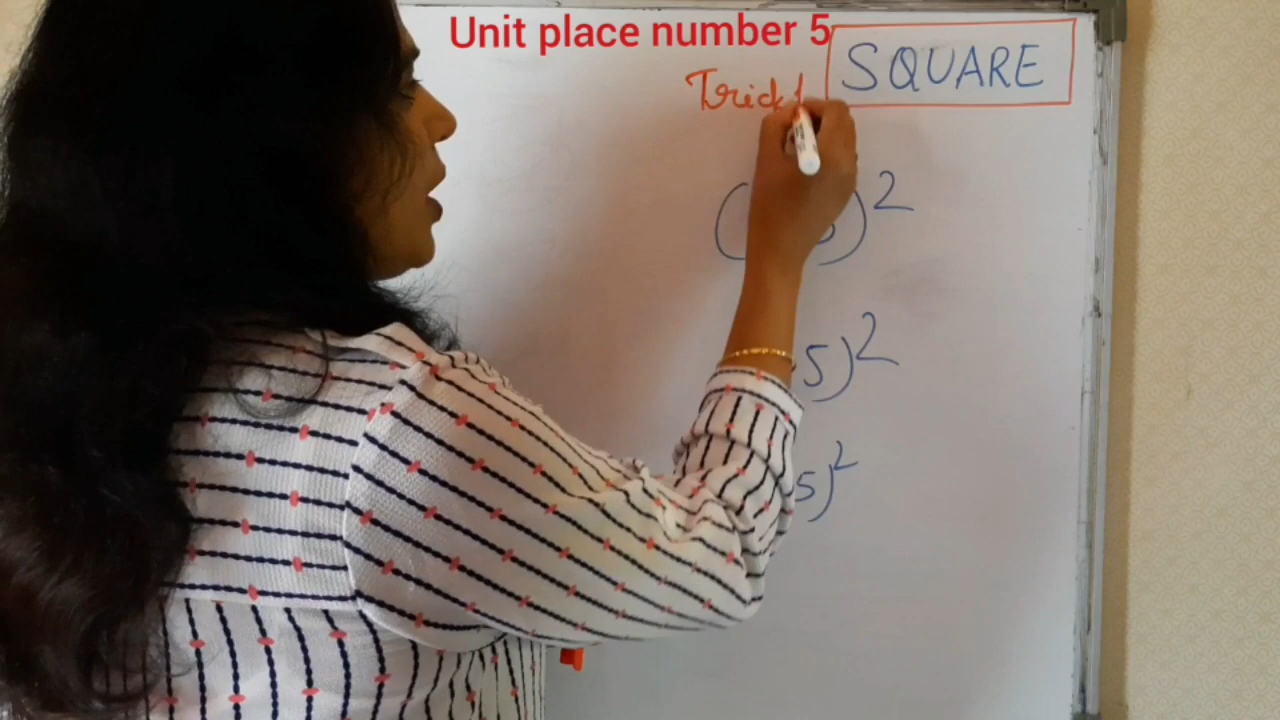 Unit place number 5
SQUARE
Trick
)²
5)²
5)²